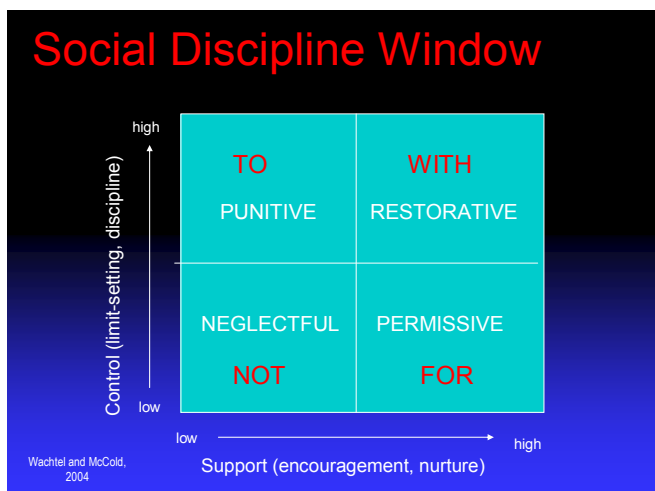 Social Discipline Window
high
Control (limit-setting, discipline)
low
TO
PUNITIVE
WITH
RESTORATIVE
NEGLECTFUL
NOT
PERMISSIVE
FOR
low
high
Support (encouragement, nurture)
Wachtel and McCold,
2004